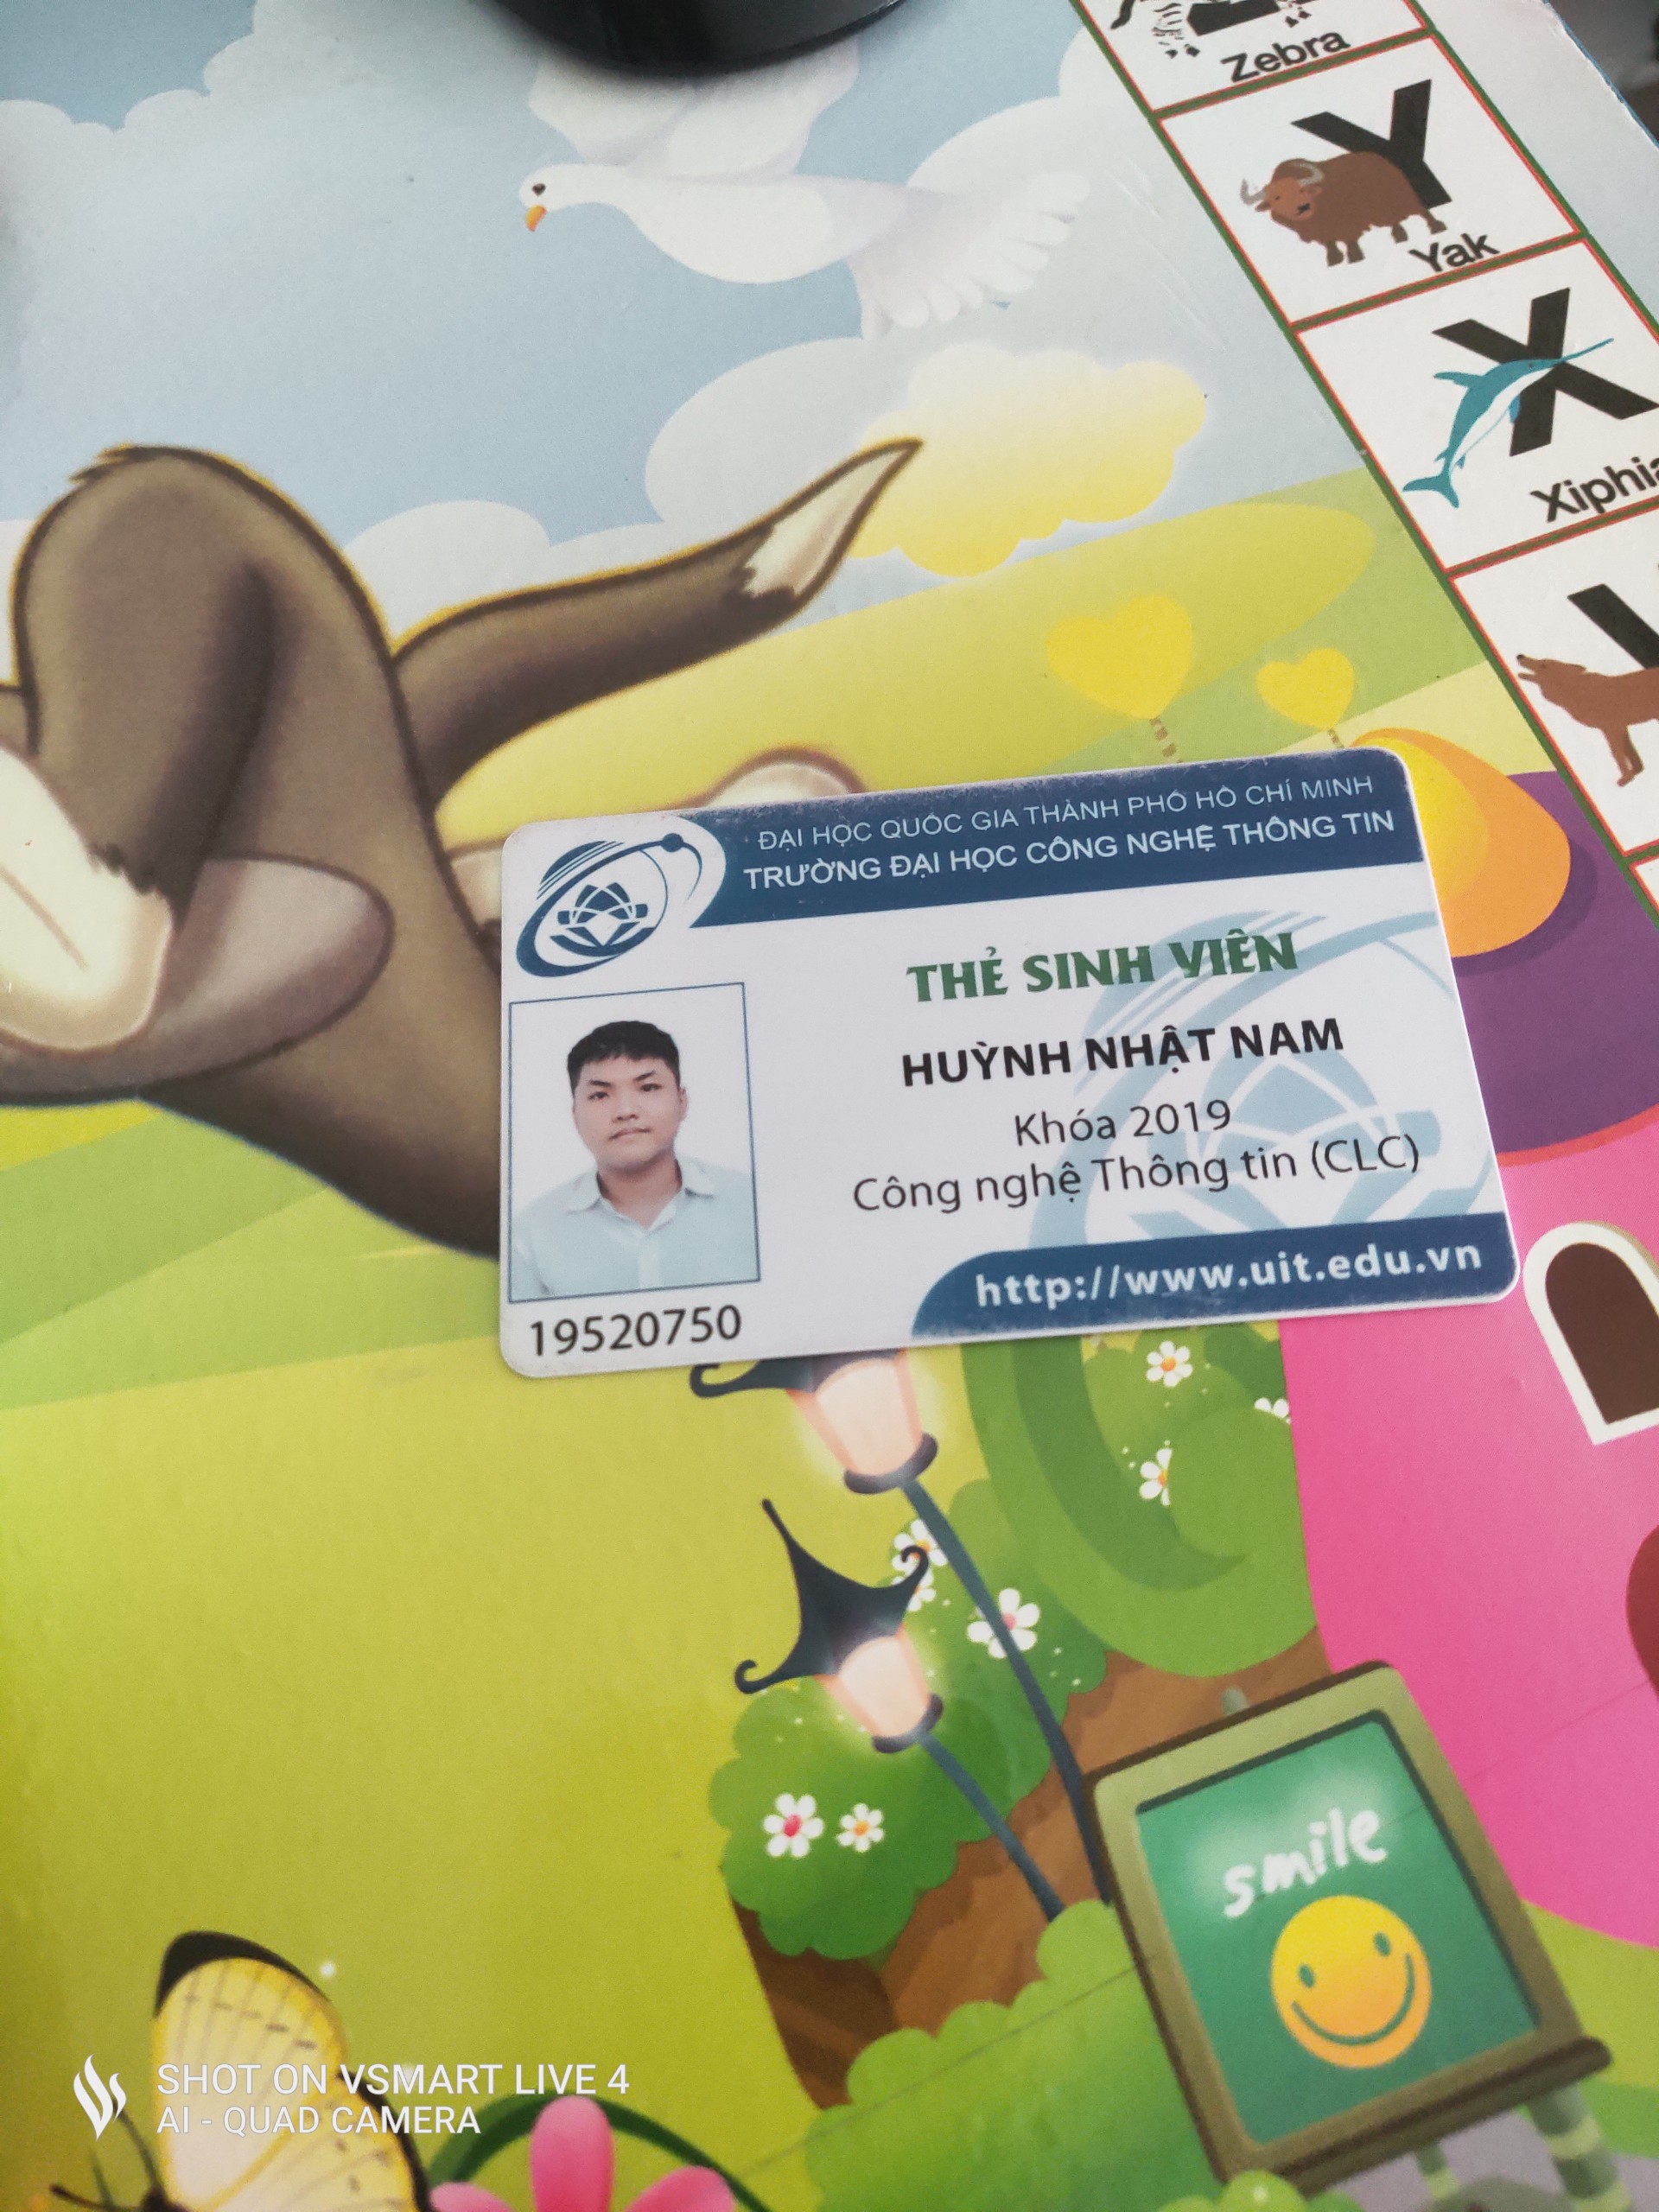 Zebra
Y
Yak
X
ĐẠI HỌC QUỐC GIA THÀNH PHỐ HỒ CHÍ MINH
TRƯỜNG ĐẠI HỌC CÔNG NGHỆ THÔNG TIN
THẺ SINH VIÊN
HUỲNH NHẬT NAM
Khóa 2019
Công nghệ Thông tin (CLC)
http://www.uit.edu.vn
19520750
smile
SHOT ON VSMART LIVE 4
AI - QUAD CAMERA